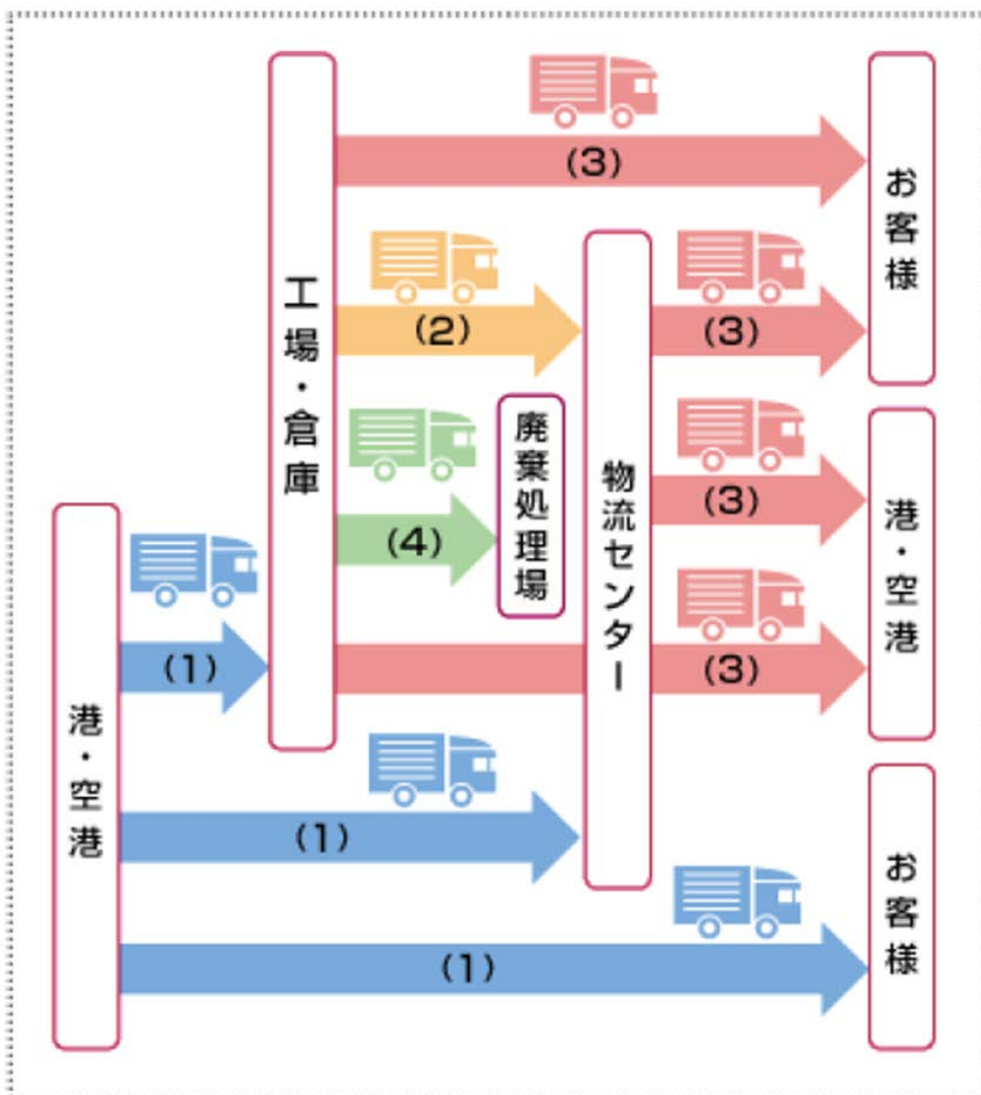 (3)
お客様
工場・倉庫
(2)
(3)
(4)
廃棄処理場
物流センター
(3)
港・空港
(1)
(3)
港・空港
(1)
(1)
お客様